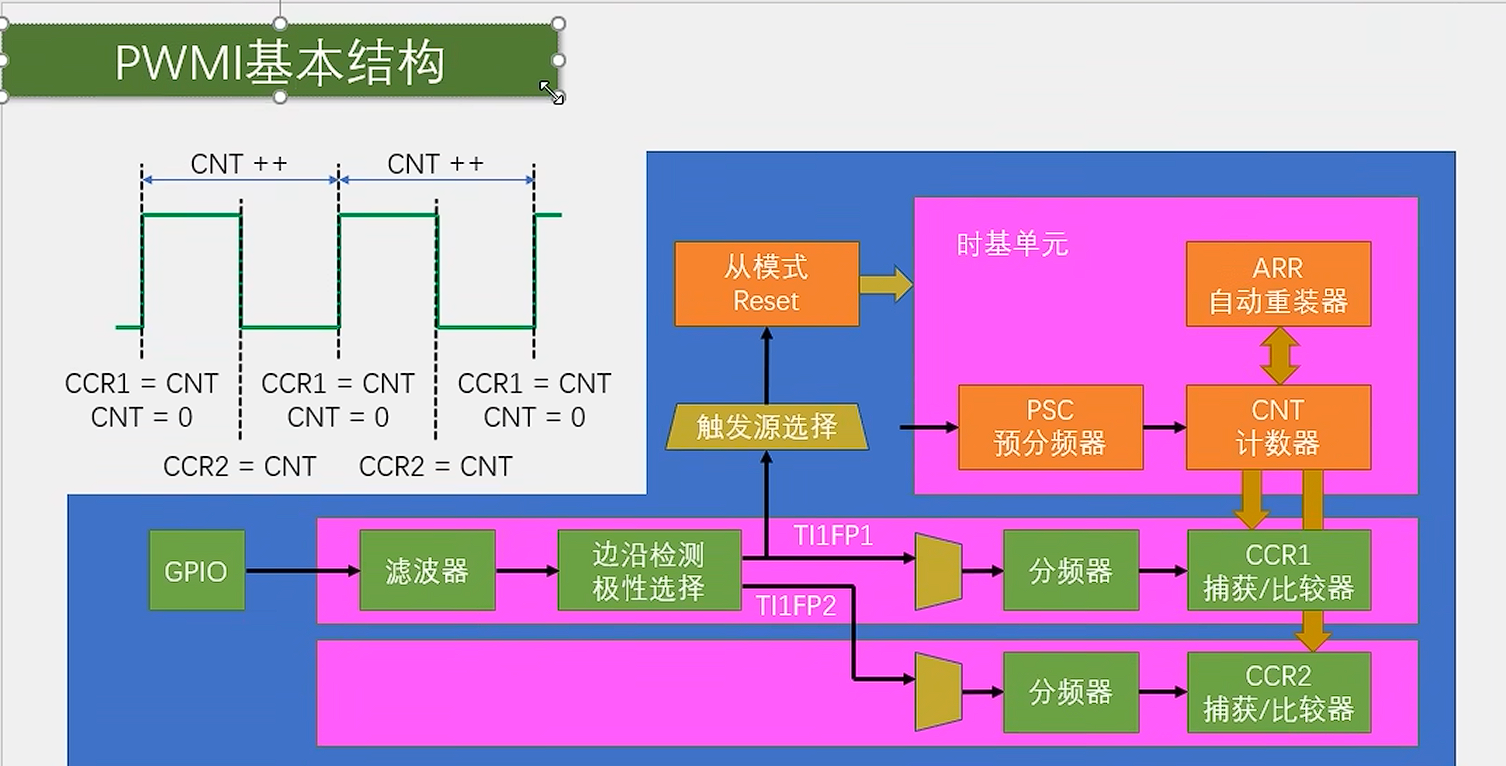 PWMI基本结构
CNT ++
CNT ++
CCR1 = CNT
CNT = 0
CCR1 = CNT
CNT = 0
CCR1 = CNT
CNT = 0
CCR2 = CNT
CCR2 = CNT
从模式
Reset
时基单元
ARR
自动重装器
触发源选择
PSC
预分频器
CNT
计数器
GPIO
滤波器
边沿检测
极性选择
TI1FP1
TI1FP2
分频器
CCR1
捕获/比较器
分频器
CCR2
捕获/比较器